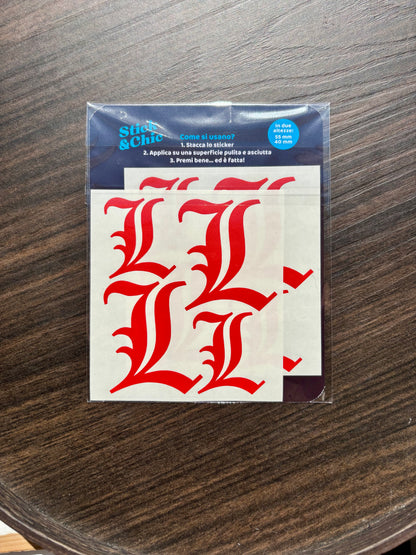 Stick
&Chic
Come si usano?
1. Stacca lo sticker
2. Applica su una superficie pulita e asciutta
3. Premi bene... ed è fatta!
in due
altezze:
55 mm
40 mm
L L
L L
L L